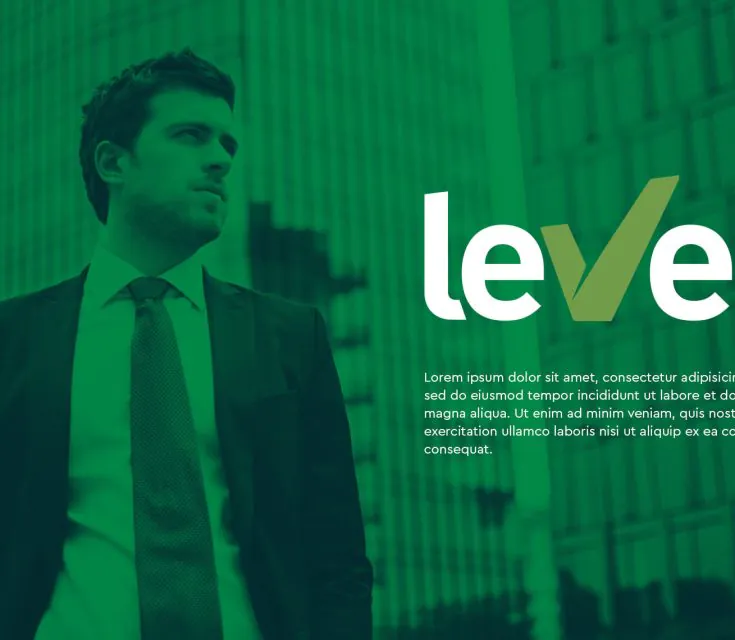 leve
Lorem ipsum dolor sit amet, consectetur adipisicin
sed do eiusmod tempor incididunt ut labore et do
magna aliqua. Ut enim ad minim veniam, quis nost
exercitation ullamco laboris nisi ut aliquip ex ea co
consequat.